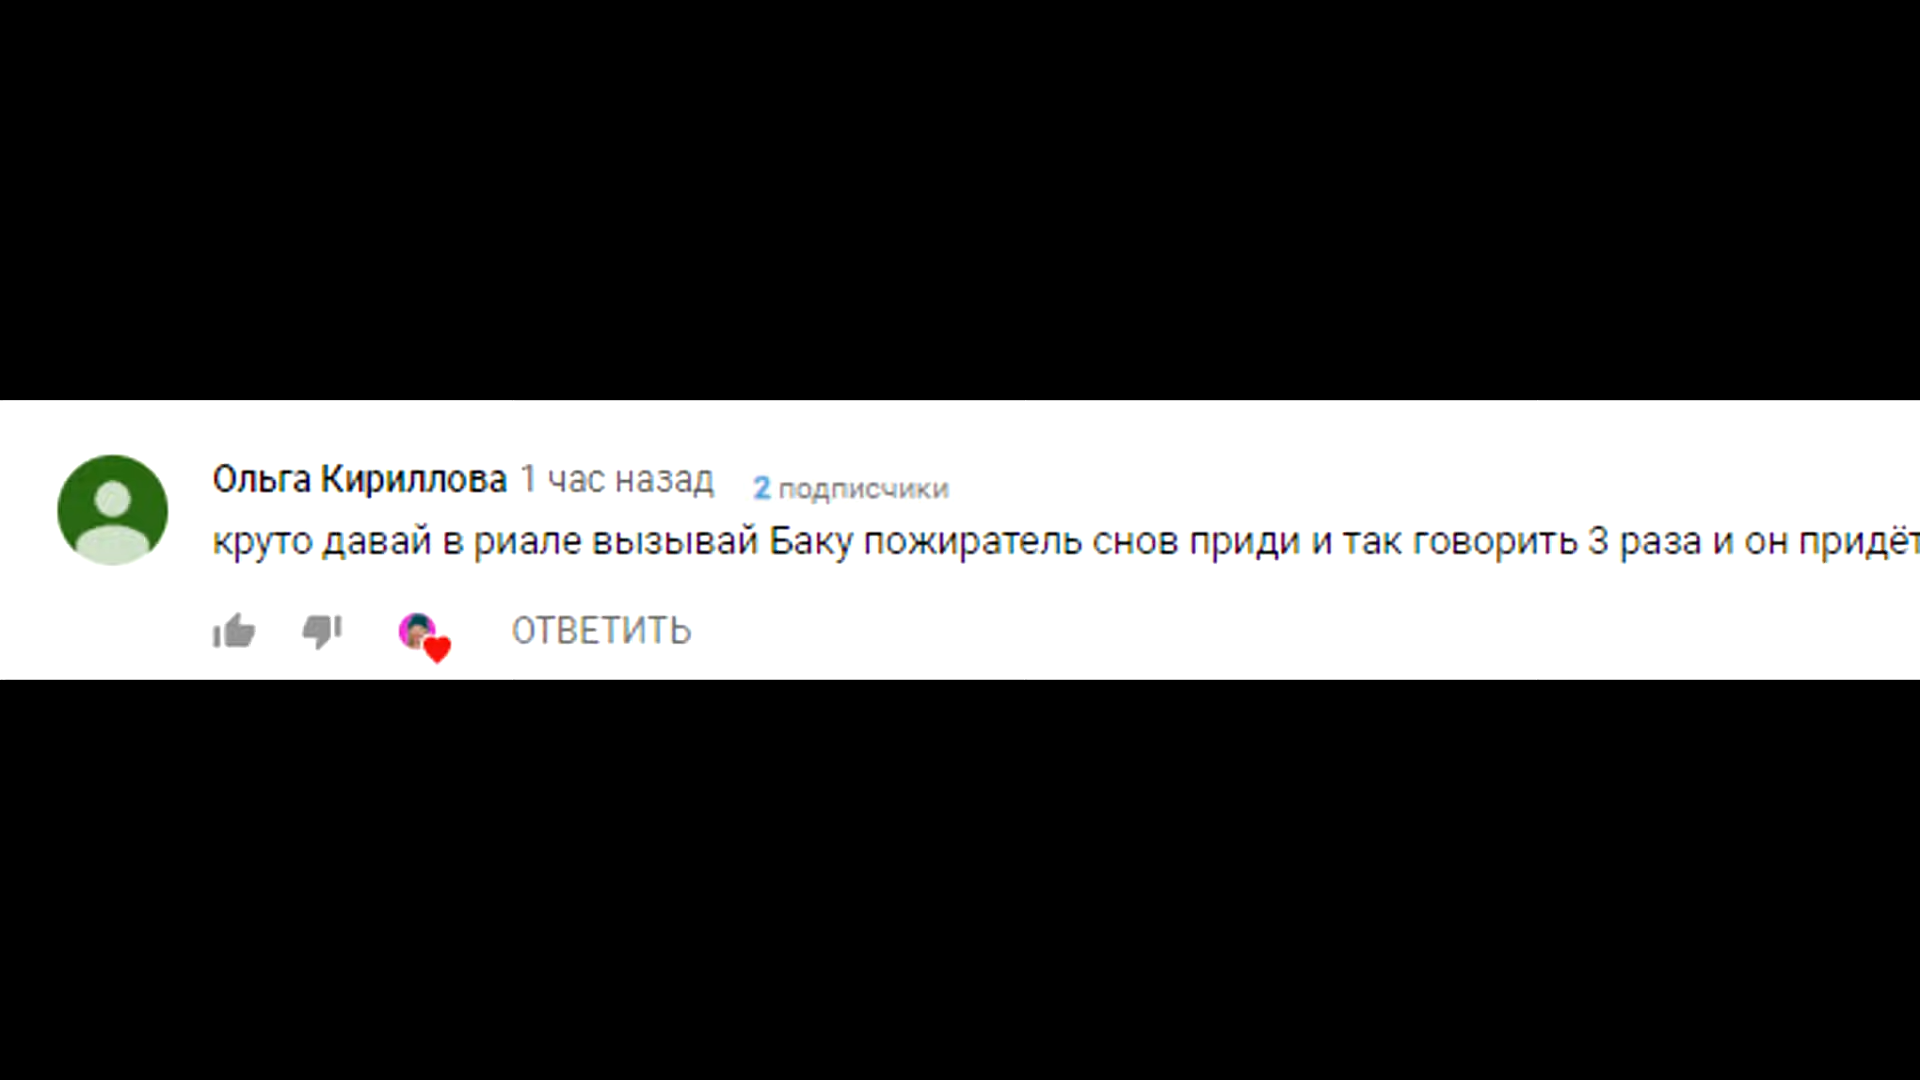 Ольга Кириллова 1 час назад 2 подписчики
круто давай в риале вызывай Баку пожиратель снов приди и так говорить 3 раза и он придёт
ОТВЕТИТЬ